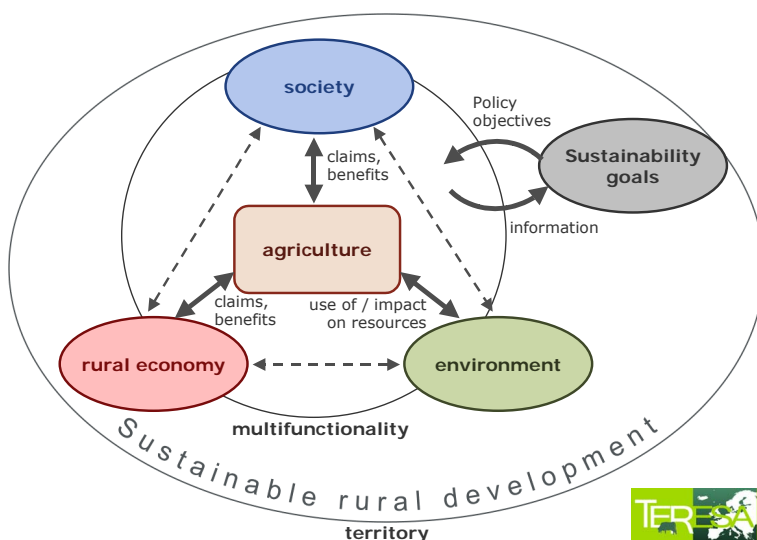 society
Policy
objectives
Sustainability
goals
claims,
benefits
information
agriculture
claims,
benefits
use of / impact
on resources
rural economy
environment
multifunctionality
Sustainable rural development
territory
TERESA